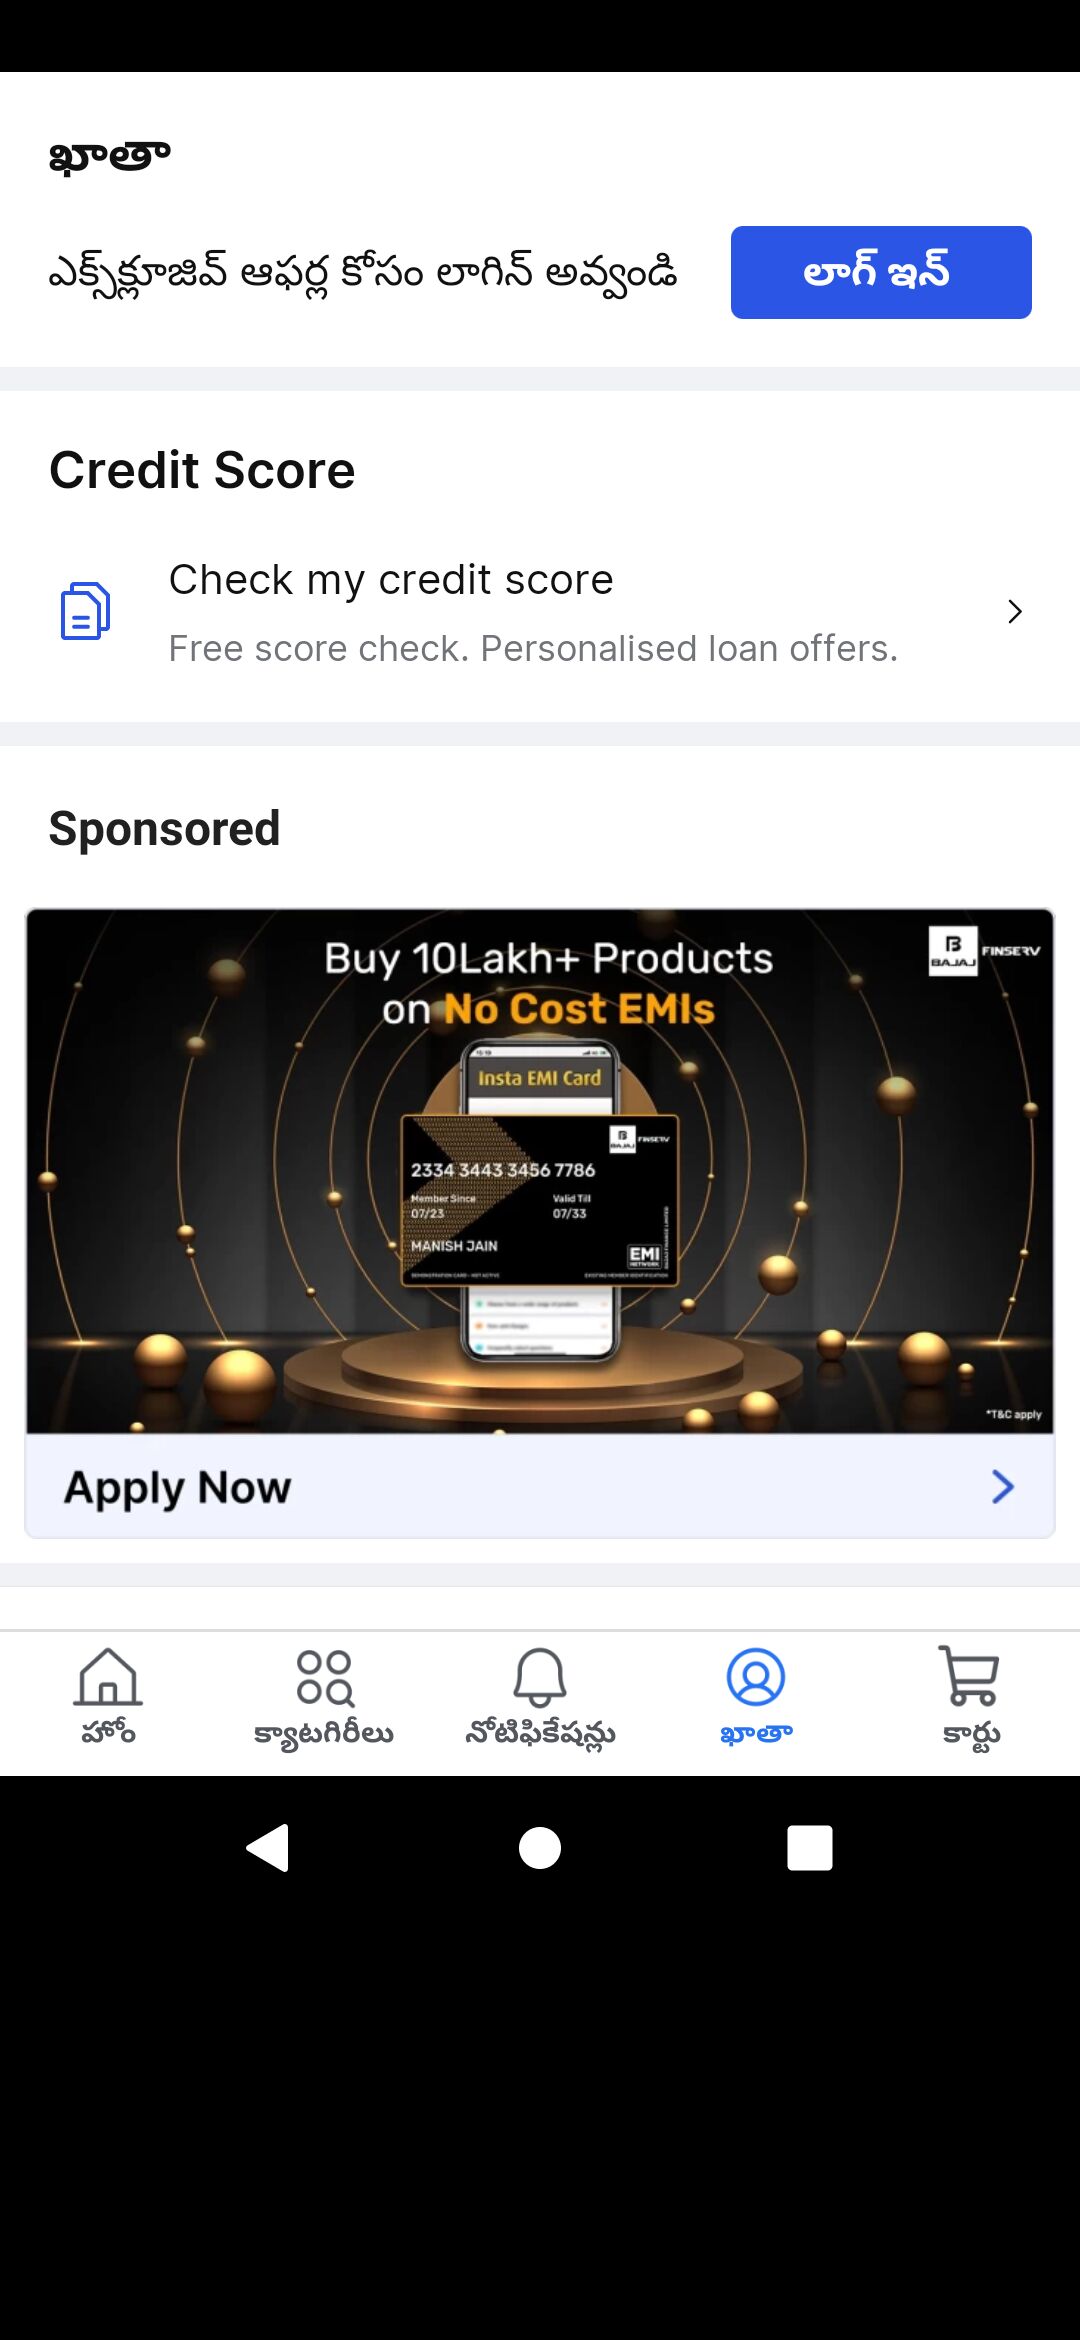 ఖాతా
ఎక్స్‌క్లూజివ్ ఆఫర్ల కోసం లాగిన్ అవ్వండి
లాగ్ ఇన్
Credit Score
Check my credit score
Free score check. Personalised loan offers.
Sponsored
Buy 10Lakh+ Products
on No Cost EMIs
B
BAJAJ FINSERV
Insta EMI Card
B
BAJAJ FINSERV
2334 3443 3456 7786
Member Since
07/23
Valid Till
07/33
MANISH JAIN
EMI
NETWORK
*T&C apply
Apply Now
హోం
క్యాటగిరీలు
నోటిఫికేషన్లు
ఖాతా
కార్టు